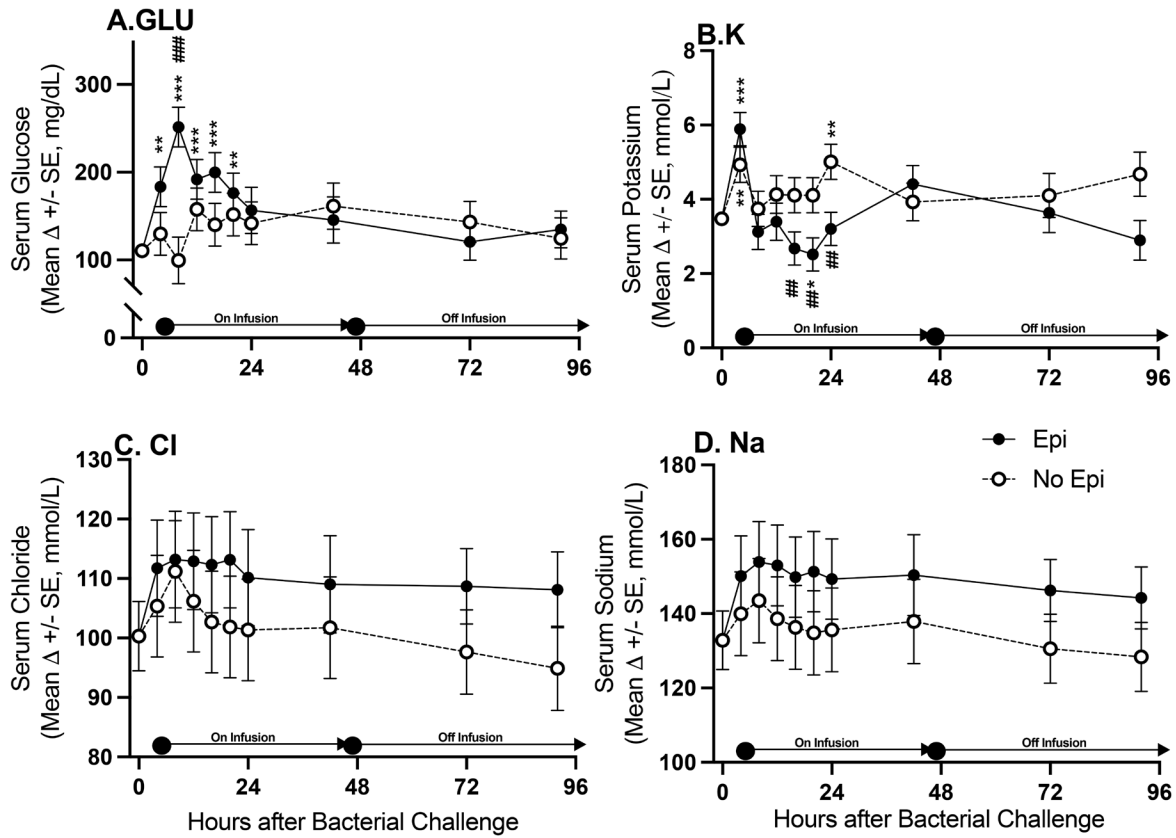 A.GLU
Serum Glucose
(Mean Δ +/- SE, mg/dL)
300
200
100
0
**
***
###
***
***
**
On Infusion
Off Infusion
0 24 48 72 96
B.K
Serum Potassium
(Mean Δ +/- SE, mmol/L)
8
6
4
2
0
***
**
**
##
##*
##
On Infusion
Off Infusion
0 24 48 72 96
C. Cl
Serum Chloride
(Mean Δ +/- SE, mmol/L)
130
120
110
100
90
80
On Infusion
Off Infusion
0 24 48 72 96
Hours after Bacterial Challenge
D. Na
Epi
No Epi
Serum Sodium
(Mean Δ +/- SE, mmol/L)
180
160
140
120
100
On Infusion
Off Infusion
0 24 48 72 96
Hours after Bacterial Challenge